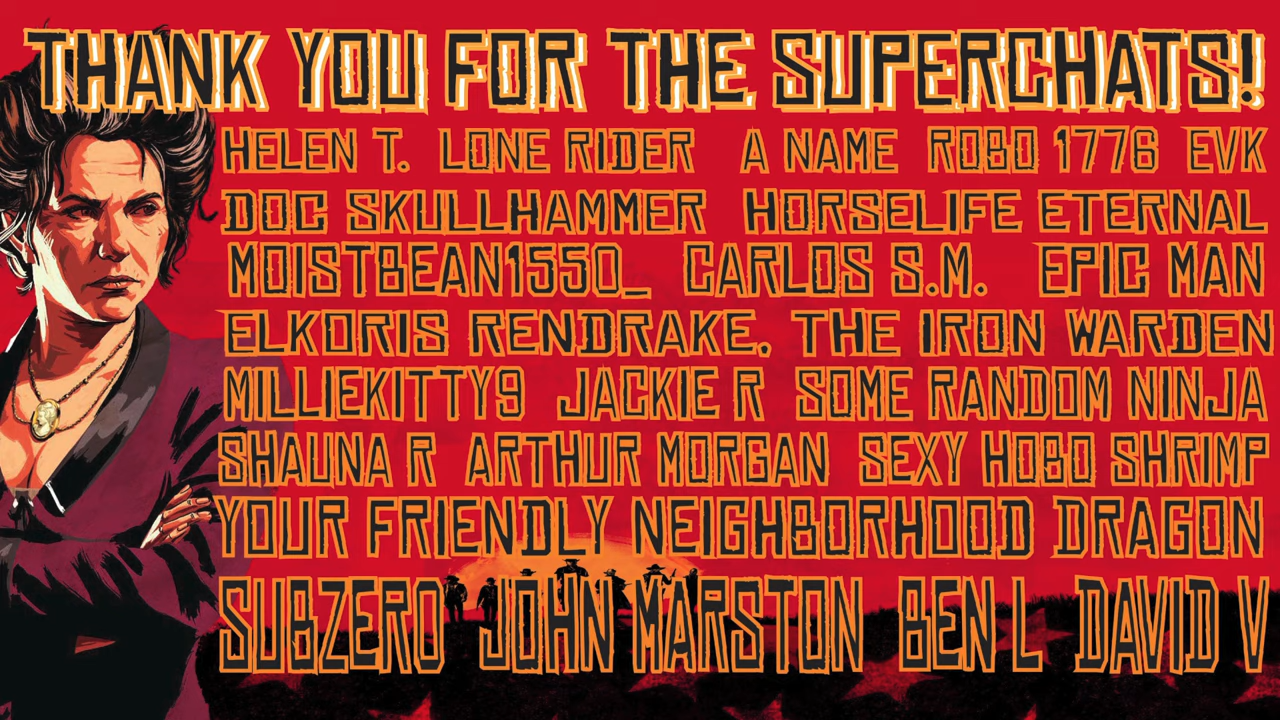 THANK YOU FOR THE SUPERCHATS!
HELEN T. LONE RIDER A NAME ROBO 1776 EVK
DOC SKULLHAMMER HORSELIFE ETERNAL
MOISTBEAN1550_ CARLOS S.M. EPIC MAN
ELKORIS RENDRAKE, THE IRON WARDEN
MILLIEKITTY9 JACKIE R SOME RANDOM NINJA
SHAUNA R ARTHUR MORGAN SEXY HOBO SHRIMP
YOUR FRIENDLY NEIGHBORHOOD DRAGON
SUBZERO JOHN MARSTON BEN L DAVID V